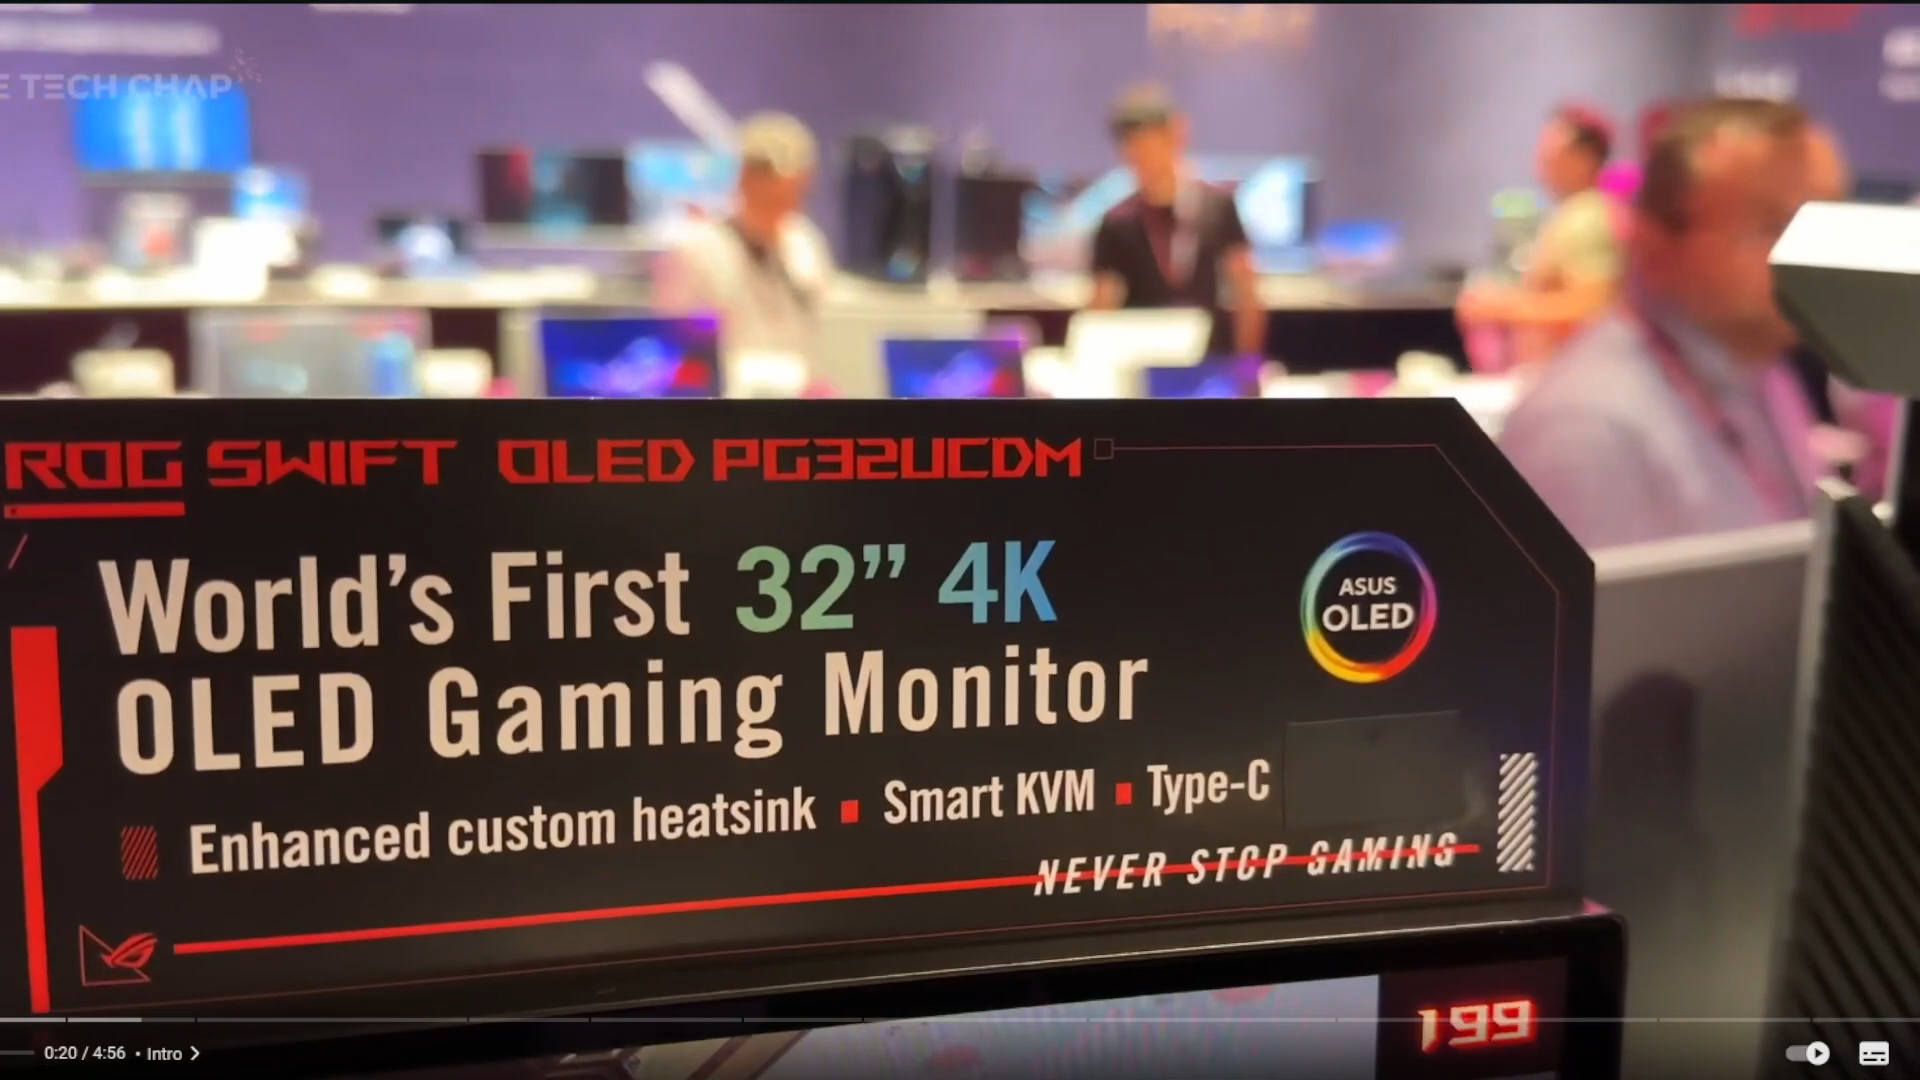 E TECH CHAP
ROG SWIFT OLED PG32UCDM
World's First 32" 4K
OLED Gaming Monitor
ASUS
OLED
Enhanced custom heatsink ▪ Smart KVM ▪ Type-C
NEVER STOP GAMING
199
0:20 / 4:56 • Intro